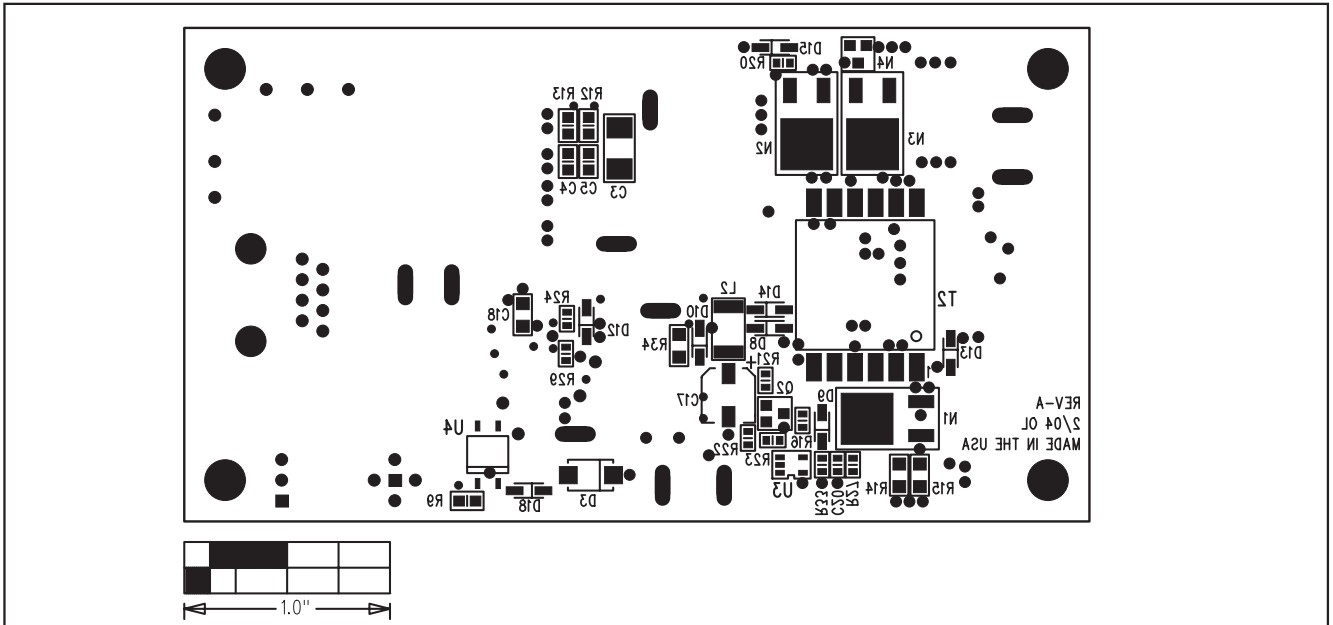 D15
R20
N4
R13 R12
N2
N3
C4 C5
C3
L2
D14
T2
R24
C18
D12
D10
D8
R34
R21
D13
R29
+
1
C17
Q2
D9
N1
REV-A
2/04 OL
MADE IN THE USA
U4
R16
R22
R23
U3
R33
C20
R27
R14
R15
R9
D18
D3
1.0"